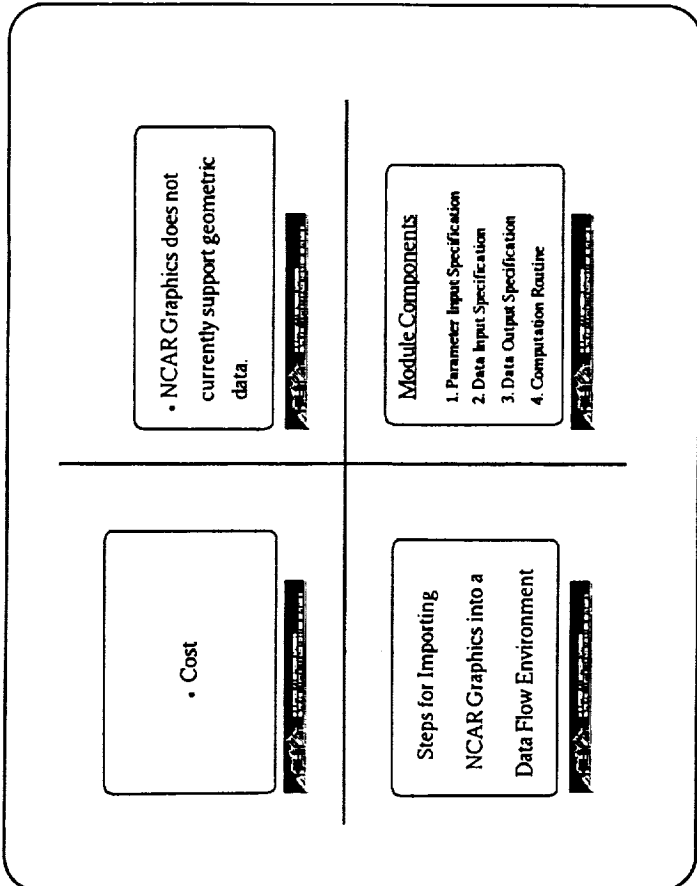 • Cost
• NCAR Graphics does not
currently support geometric
data.
Steps for Importing
NCAR Graphics into a
Data Flow Environment
Module Components
1. Parameter Input Specification
2. Data Input Specification
3. Data Output Specification
4. Computation Routine